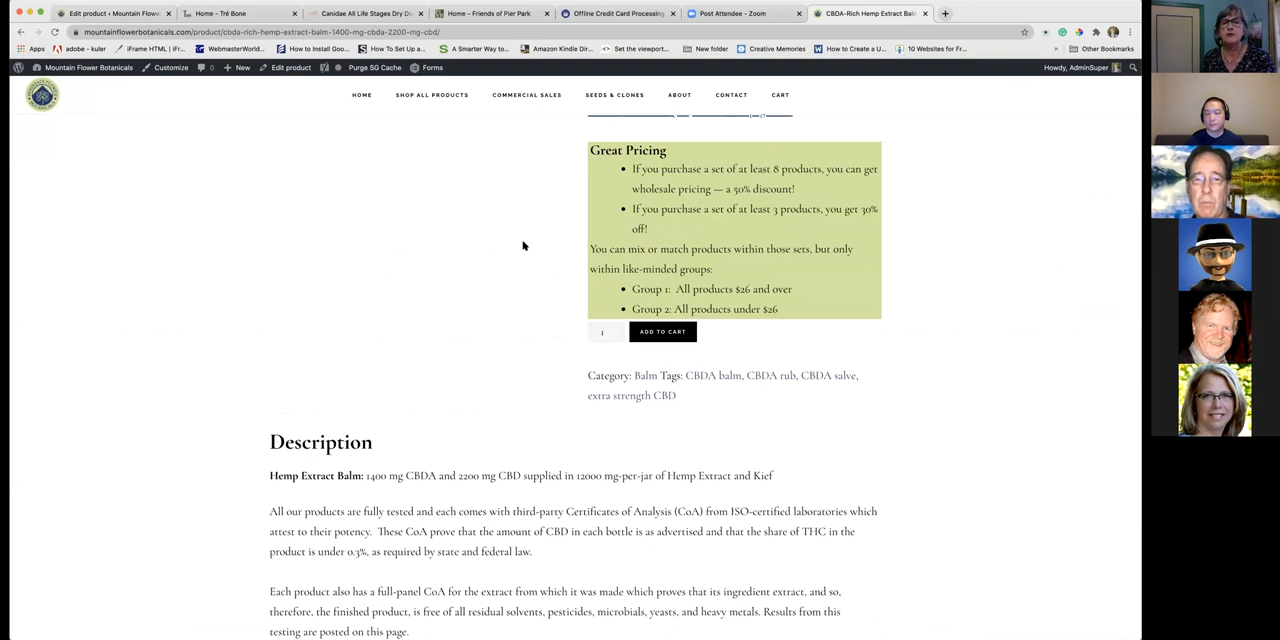 Edit product ‹ Mountain Flowe
Home - Tré Bone
Canidae All Life Stages Dry Do
Home – Friends of Pier Park
Offline Credit Card Processing
Post Attendee - Zoom
CBDA-Rich Hemp Extract Balm
mountainflowerbotanicals.com/product/cbda-rich-hemp-extract-balm-1400-mg-cbda-2200-mg-cbd/
Apps
adobe - kuler
iFrame HTML | iFr...
WebmasterWorld...
How to Install Goo...
How To Set Up a...
A Smarter Way to...
Amazon Kindle Dir...
Set the viewport...
New folder
Creative Memories
How to Create a U...
10 Websites for Fr...
»
Other Bookmarks
Mountain Flower Botanicals
Customize
0
+ New
Edit product
Purge SG Cache
Forms
Howdy, AdminSuper
HOME
SHOP ALL PRODUCTS
COMMERCIAL SALES
SEEDS & CLONES
ABOUT
CONTACT
CART
Great Pricing
• If you purchase a set of at least 8 products, you can get
wholesale pricing — a 50% discount!
• If you purchase a set of at least 3 products, you get 30%
off!
You can mix or match products within those sets, but only
within like-minded groups:
• Group 1: All products $26 and over
• Group 2: All products under $26
1
ADD TO CART
Category: Balm Tags: CBDA balm, CBDA rub, CBDA salve,
extra strength CBD
Description
Hemp Extract Balm: 1400 mg CBDA and 2200 mg CBD supplied in 12000 mg-per-jar of Hemp Extract and Kief
All our products are fully tested and each comes with third-party Certificates of Analysis (CoA) from ISO-certified laboratories which
attest to their potency. These CoA prove that the amount of CBD in each bottle is as advertised and that the share of THC in the
product is under 0.3%, as required by state and federal law.
Each product also has a full-panel CoA for the extract from which it was made which proves that its ingredient extract, and so,
therefore, the finished product, is free of all residual solvents, pesticides, microbials, yeasts, and heavy metals. Results from this
testing are posted on this page.